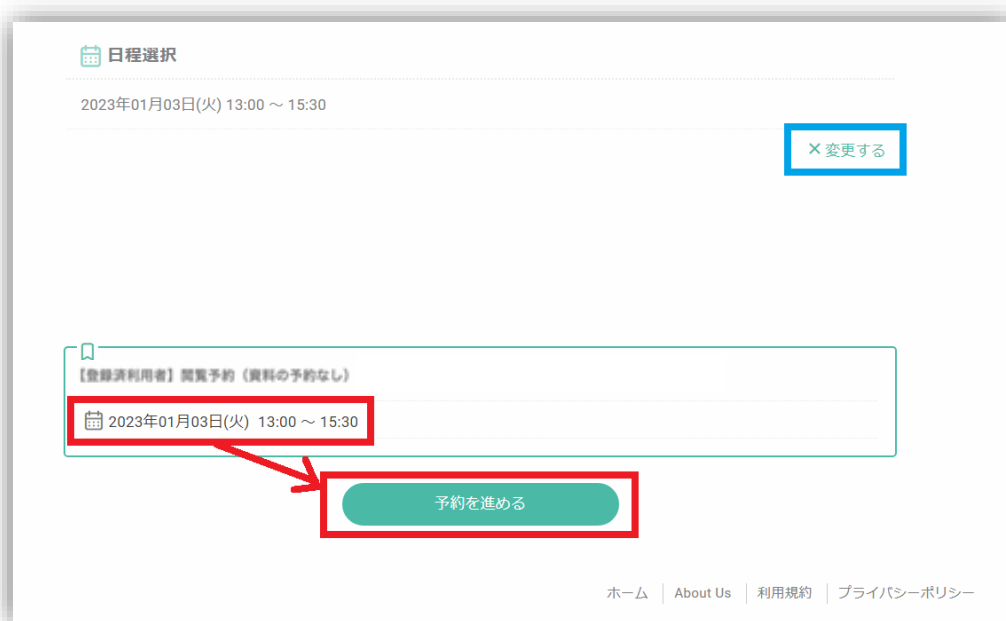 日程選択
2023年01月03日(火) 13:00 ～ 15:30
×変更する
【登録済利用者】閲覧予約（資料の予約なし）
2023年01月03日(火) 13:00 ～ 15:30
予約を進める
ホーム About Us 利用規約 プライバシーポリシー